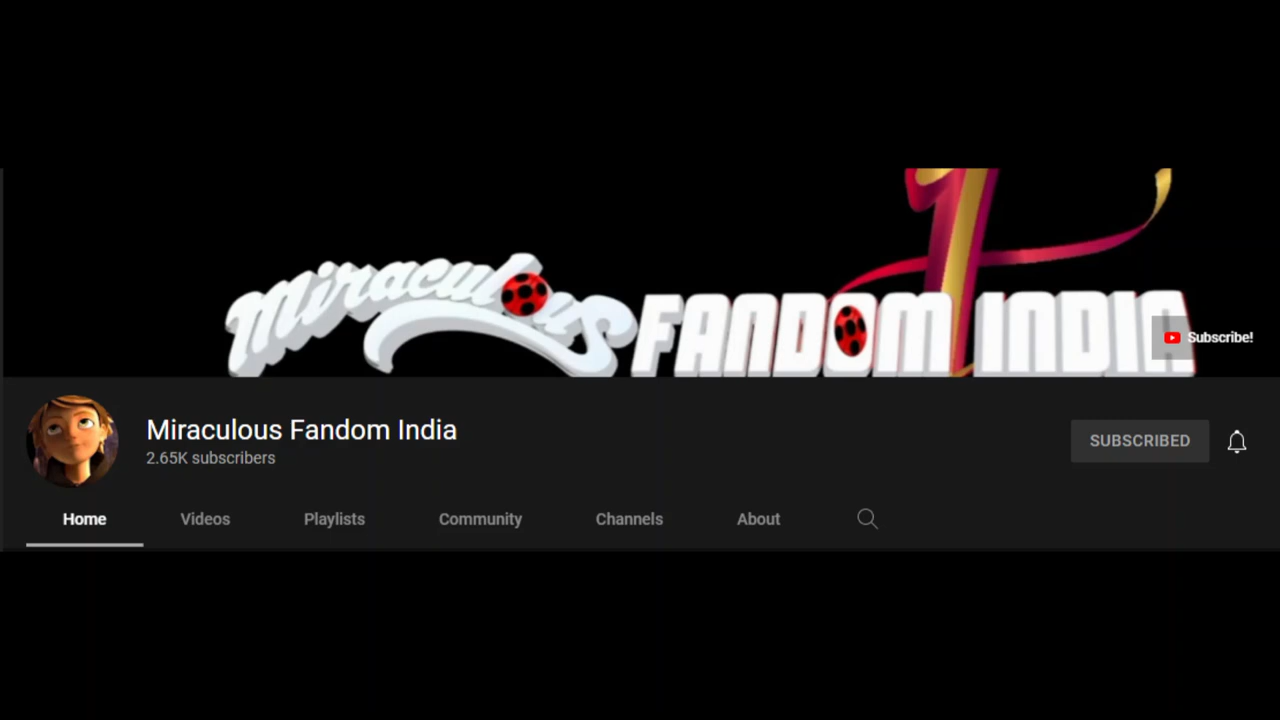 Miraculous FANDOM INDIA
Subscribe!
Miraculous Fandom India
2.65K subscribers
SUBSCRIBED
Home Videos Playlists Community Channels About